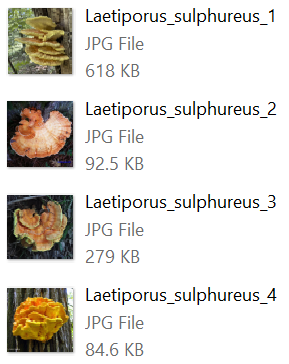 Laetiporus_sulphureus_1
JPG File
618 KB
Laetiporus_sulphureus_2
JPG File
92.5 KB
Laetiporus_sulphureus_3
JPG File
279 KB
Laetiporus_sulphureus_4
JPG File
84.6 KB